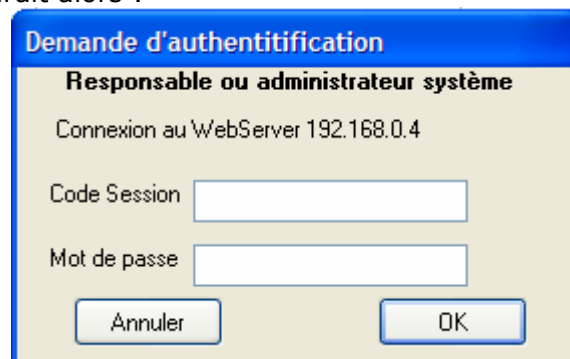 alors :
Demande d'authentitification
Responsable ou administrateur système
Connexion au WebServer 192.168.0.4
Code Session
Mot de passe
Annuler OK